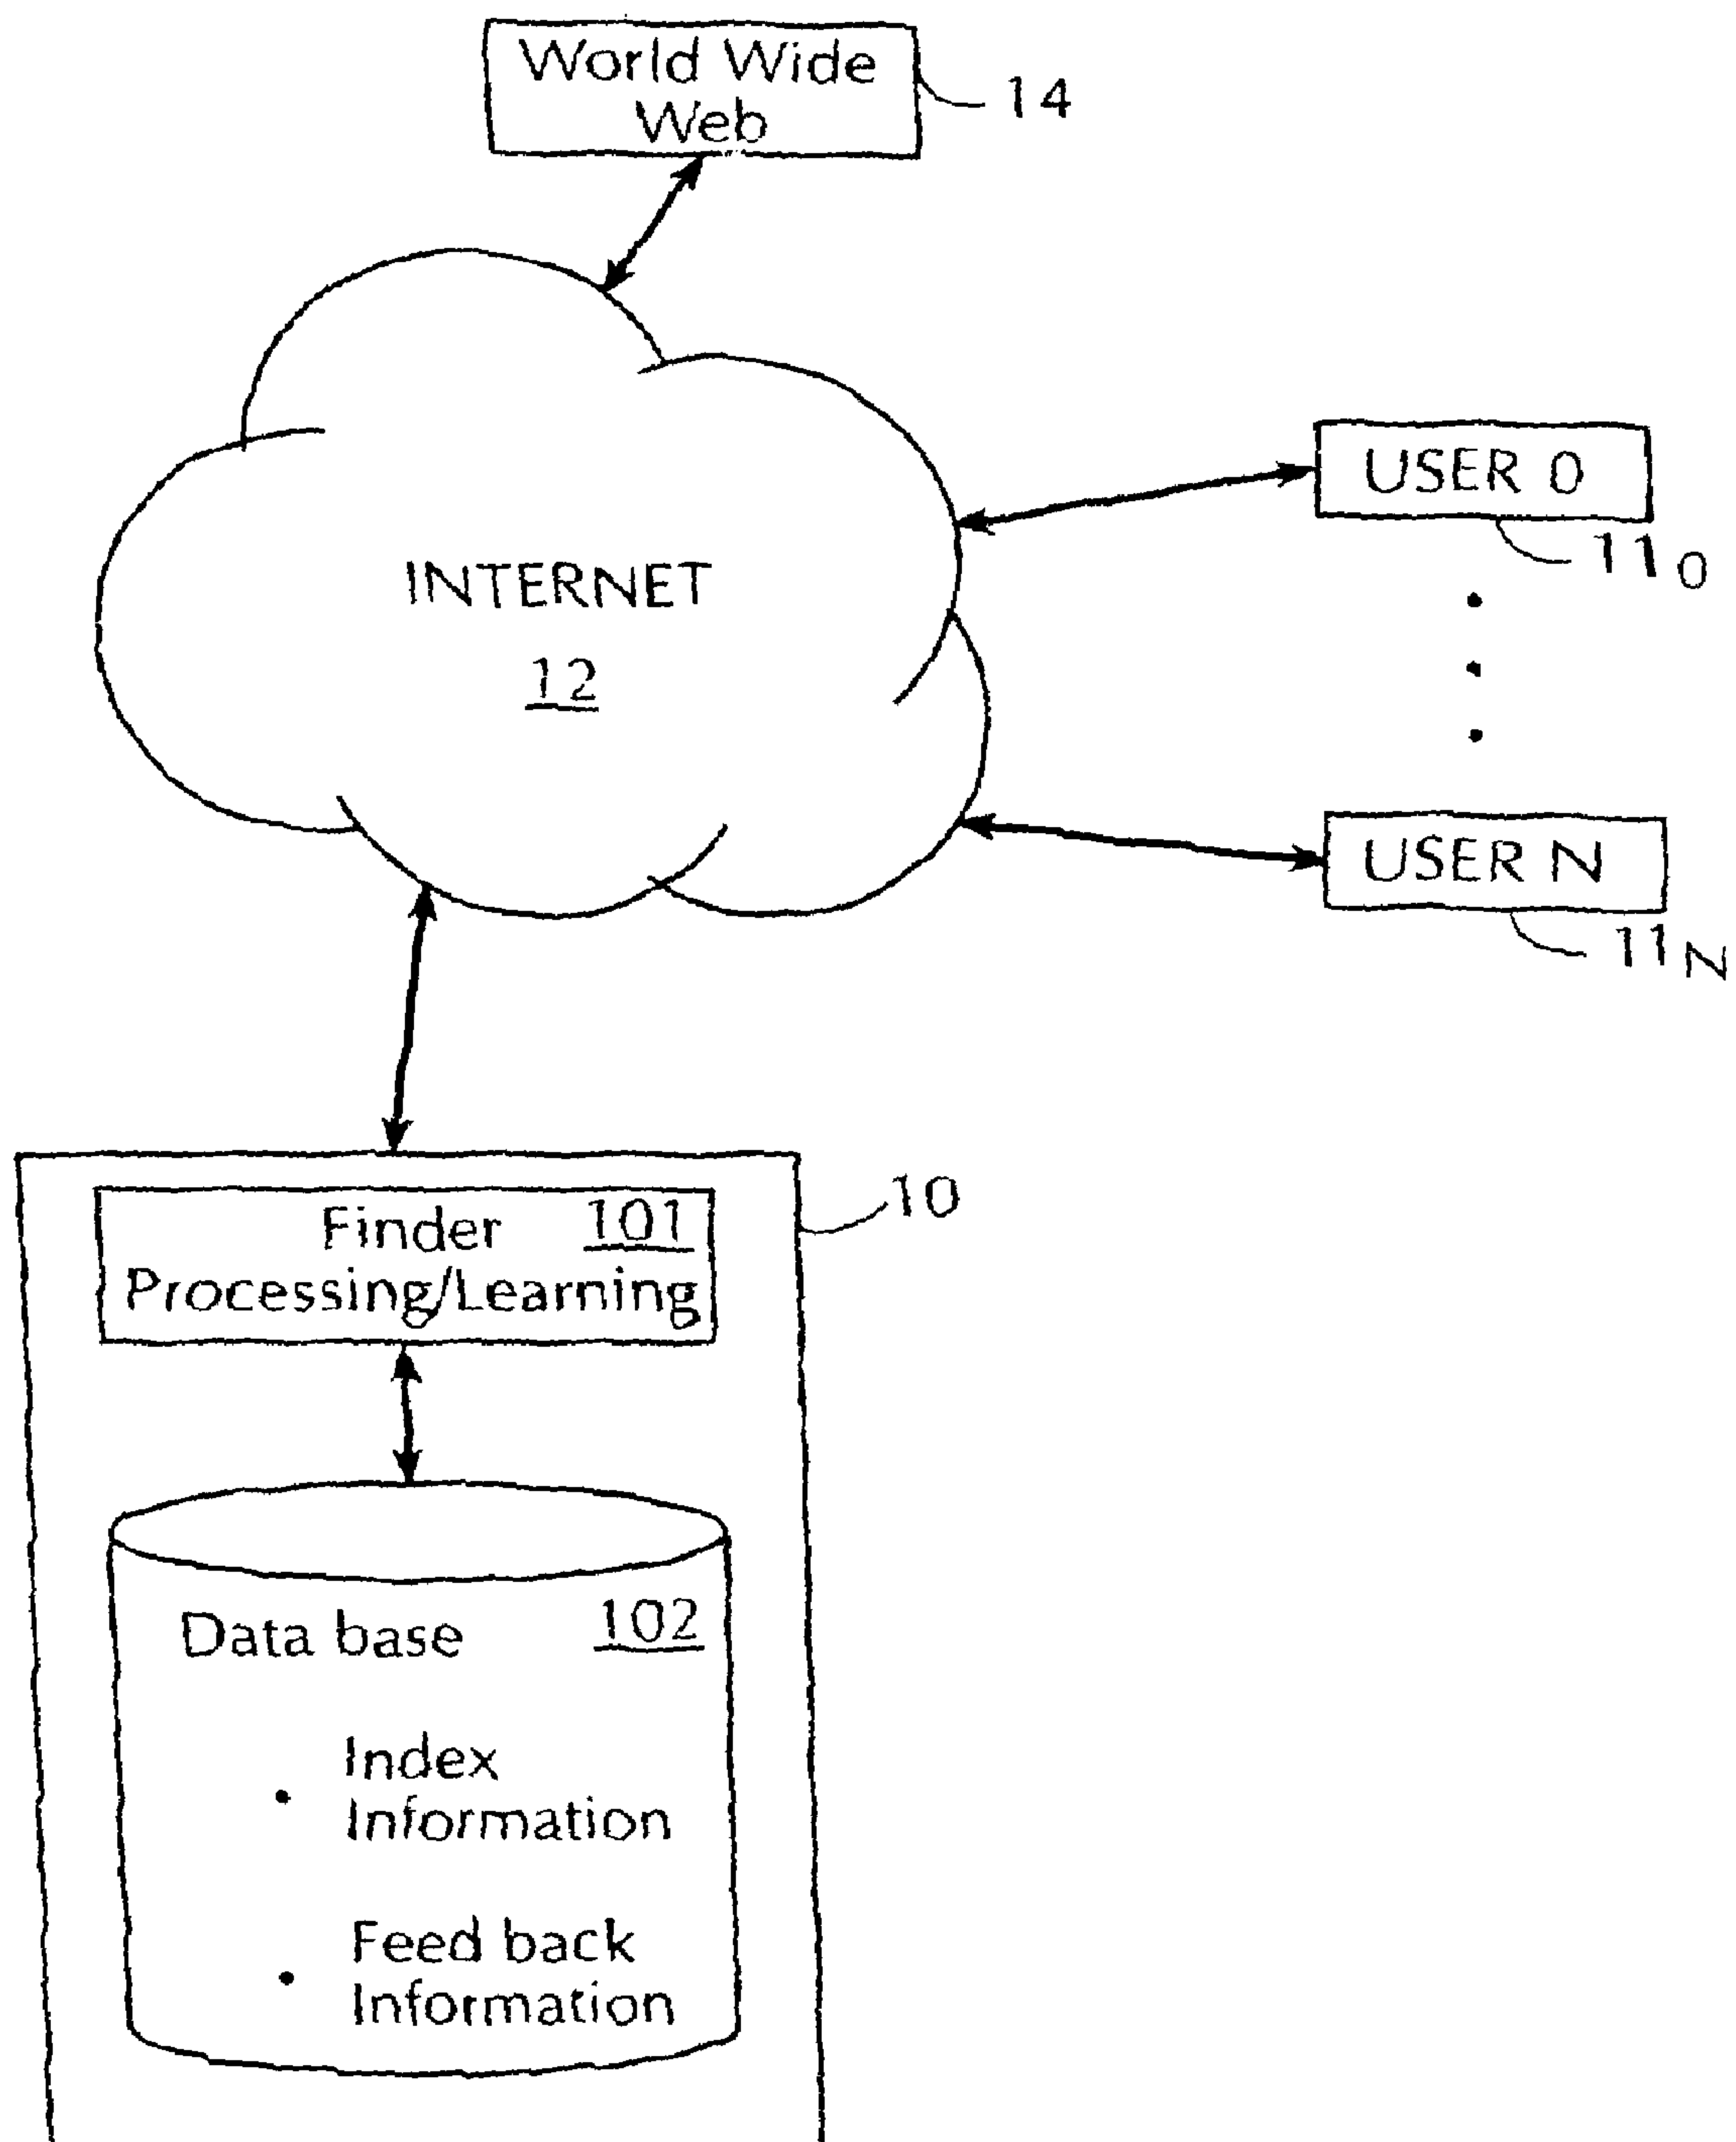 World Wide
Web
14
USER 0
11₀
INTERNET
12
USER N
11ₙ
10
Finder 101
Processing/Learning
Data base 102
• Index
Information
• Feed back
Information